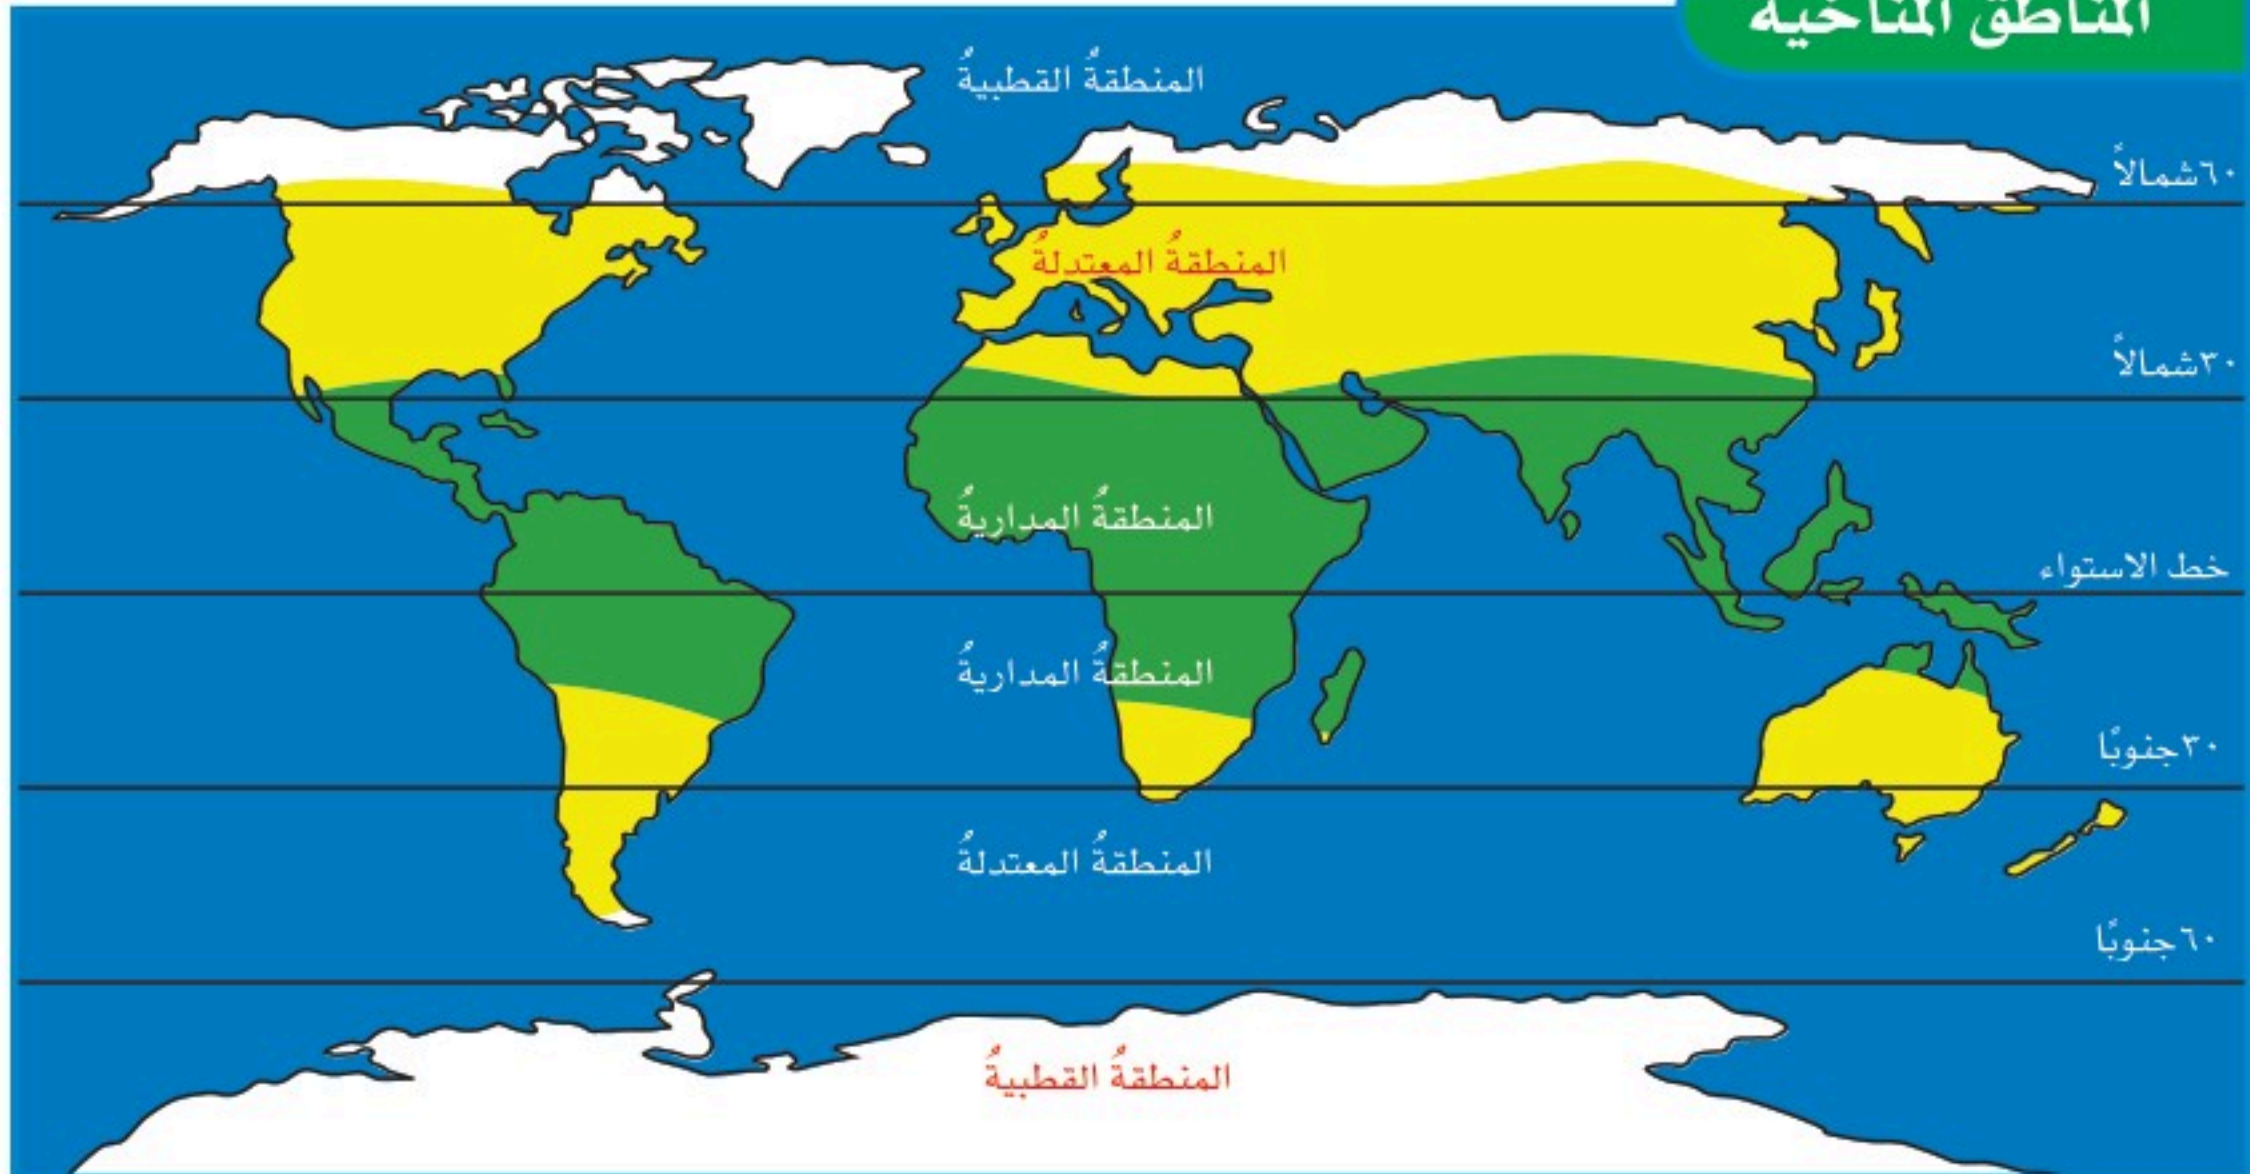 المناطق المناخية
المنطقةُ القطبيةُ
٦٠شمالاً
المنطقةُ المعتدلةُ
٣٠شمالاً
المنطقةُ المداريةُ
خط الاستواء
المنطقةُ المداريةُ
٣٠جنوبًا
المنطقةُ المعتدلةُ
٦٠جنوبًا
المنطقةُ القطبيةُ